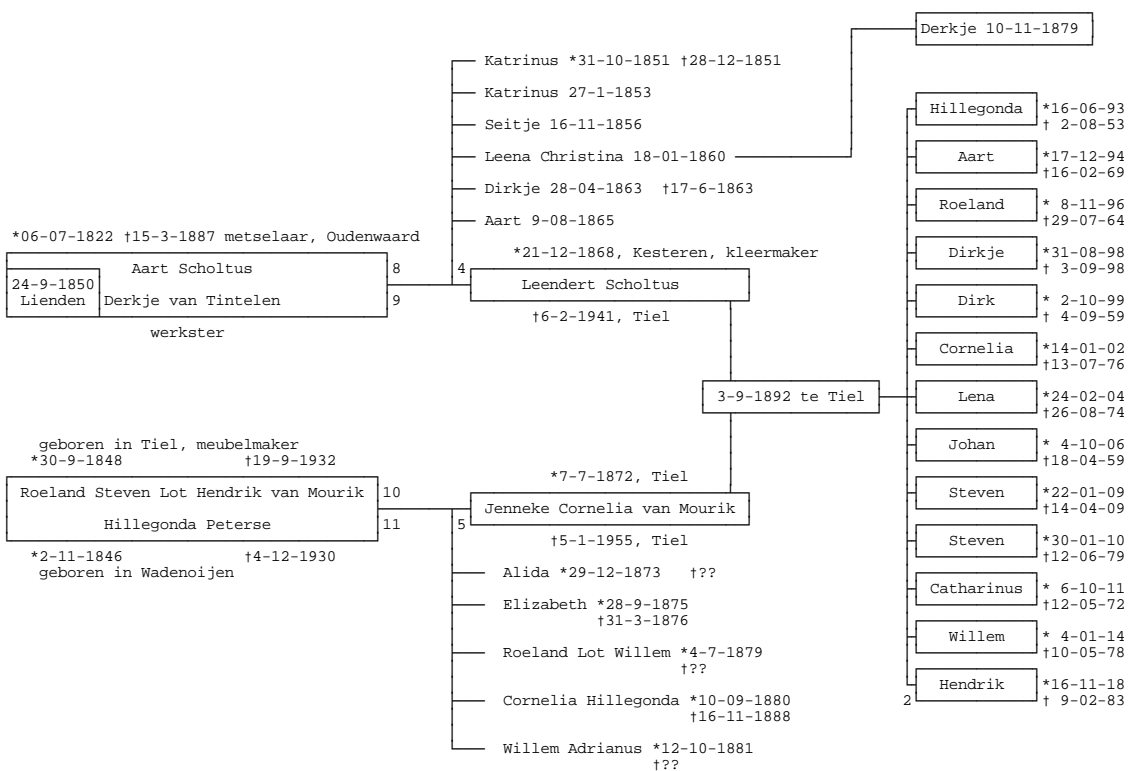 Derkje 10-11-1879
Katrinus *31-10-1851 †28-12-1851
Katrinus 27-1-1853
Seitje 16-11-1856
Leena Christina 18-01-1860
Dirkje 28-04-1863 †17-6-1863
Aart 9-08-1865
*06-07-1822 †15-3-1887 metselaar, Oudenwaard
Aart Scholtus
8
24-9-1850
Lienden
Derkje van Tintelen
9
werkster
*21-12-1868, Kesteren, kleermaker
4
Leendert Scholtus
†6-2-1941, Tiel
3-9-1892 te Tiel
geboren in Tiel, meubelmaker
*30-9-1848 †19-9-1932
Roeland Steven Lot Hendrik van Mourik
10
Hillegonda Peterse
11
*2-11-1846 †4-12-1930
geboren in Wadenoijen
*7-7-1872, Tiel
5
Jenneke Cornelia van Mourik
†5-1-1955, Tiel
Alida *29-12-1873 †??
Elizabeth *28-9-1875
†31-3-1876
Roeland Lot Willem *4-7-1879
†??
Cornelia Hillegonda *10-09-1880
†16-11-1888
Willem Adrianus *12-10-1881
†??
Hillegonda *16-06-93
† 2-08-53
Aart *17-12-94
†16-02-69
Roeland * 8-11-96
†29-07-64
Dirkje *31-08-98
† 3-09-98
Dirk * 2-10-99
† 4-09-59
Cornelia *14-01-02
†13-07-76
Lena *24-02-04
†26-08-74
Johan * 4-10-06
†18-04-59
Steven *22-01-09
†14-04-09
Steven *30-01-10
†12-06-79
Catharinus * 6-10-11
†12-05-72
Willem * 4-01-14
†10-05-78
Hendrik *16-11-18
2 † 9-02-83